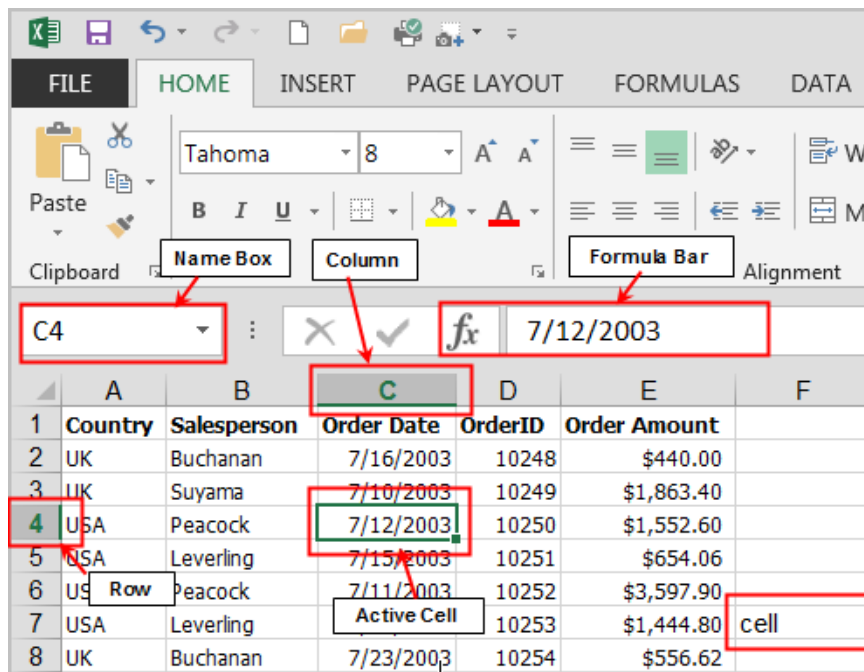 FILE HOME INSERT PAGE LAYOUT FORMULAS DATA
Tahoma 8 A A W
Paste
B I U A M
Clipboard Name Box Column Formula Bar Alignment
C4 fx 7/12/2003
A B C D E F
1 Country Salesperson Order Date OrderID Order Amount
2 UK Buchanan 7/16/2003 10248 $440.00
3 UK Suyama 7/10/2003 10249 $1,863.40
4 USA Peacock 7/12/2003 10250 $1,552.60
5 USA Leverling 7/15/2003 10251 $654.06
6 Row Peacock 7/11/2003 10252 $3,597.90
7 USA Leverling Active Cell 10253 $1,444.80 cell
8 UK Buchanan 7/23/2003 10254 $556.62